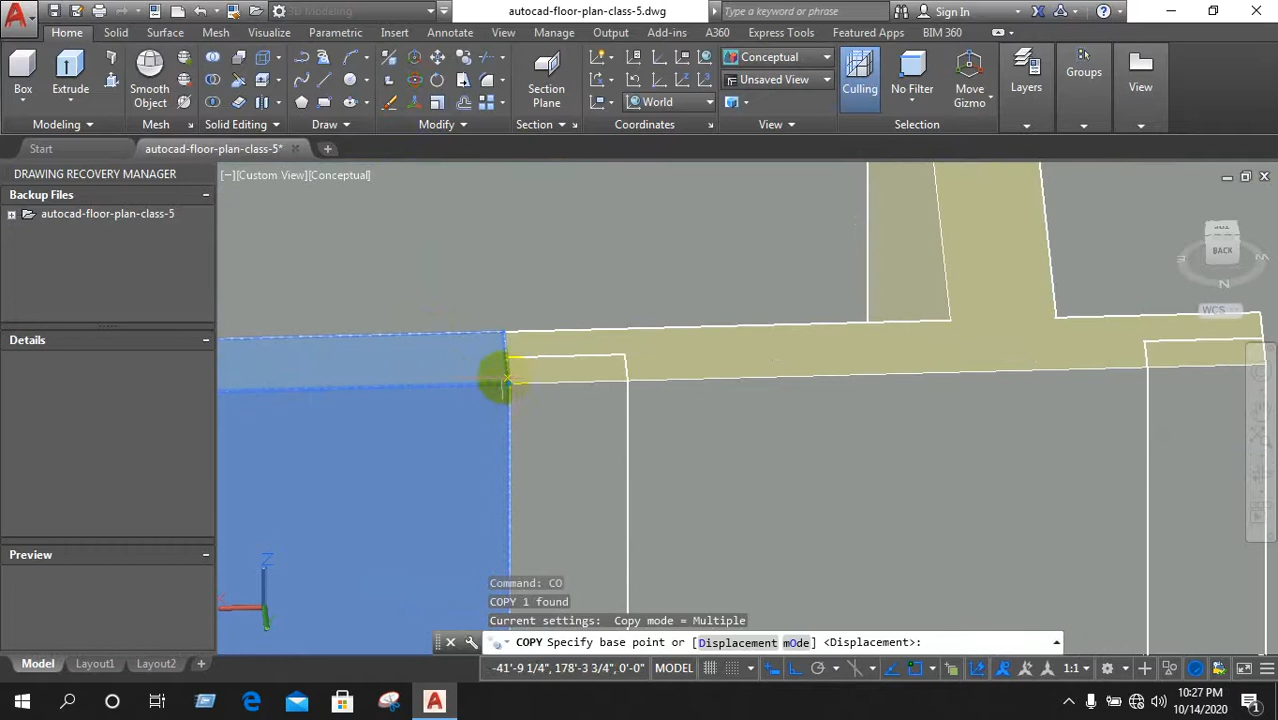 3D Modeling
autocad-floor-plan-class-5.dwg
Type a keyword or phrase
Sign In
Home Solid Surface Mesh Visualize Parametric Insert Annotate View Manage Output Add-ins A360 Express Tools Featured Apps BIM 360
Box
Extrude
Smooth
Object
Section
Plane
Conceptual
Unsaved View
World
Culling
No Filter
Move
Gizmo
Layers
Groups
View
Modeling
Mesh
Solid Editing
Draw
Modify
Section
Coordinates
View
Selection
Start
autocad-floor-plan-class-5*
DRAWING RECOVERY MANAGER
Backup Files
autocad-floor-plan-class-5
Details
Preview
[−][Custom View][Conceptual]
TOP
BACK
N
WCS
Z
Command: CO
COPY 1 found
Current settings:  Copy mode = Multiple
COPY Specify base point or [Displacement mOde] <Displacement>:
Model Layout1 Layout2
-41'-9 1/4", 178'-3 3/4", 0'-0"
MODEL
1:1
10:27 PM
10/14/2020